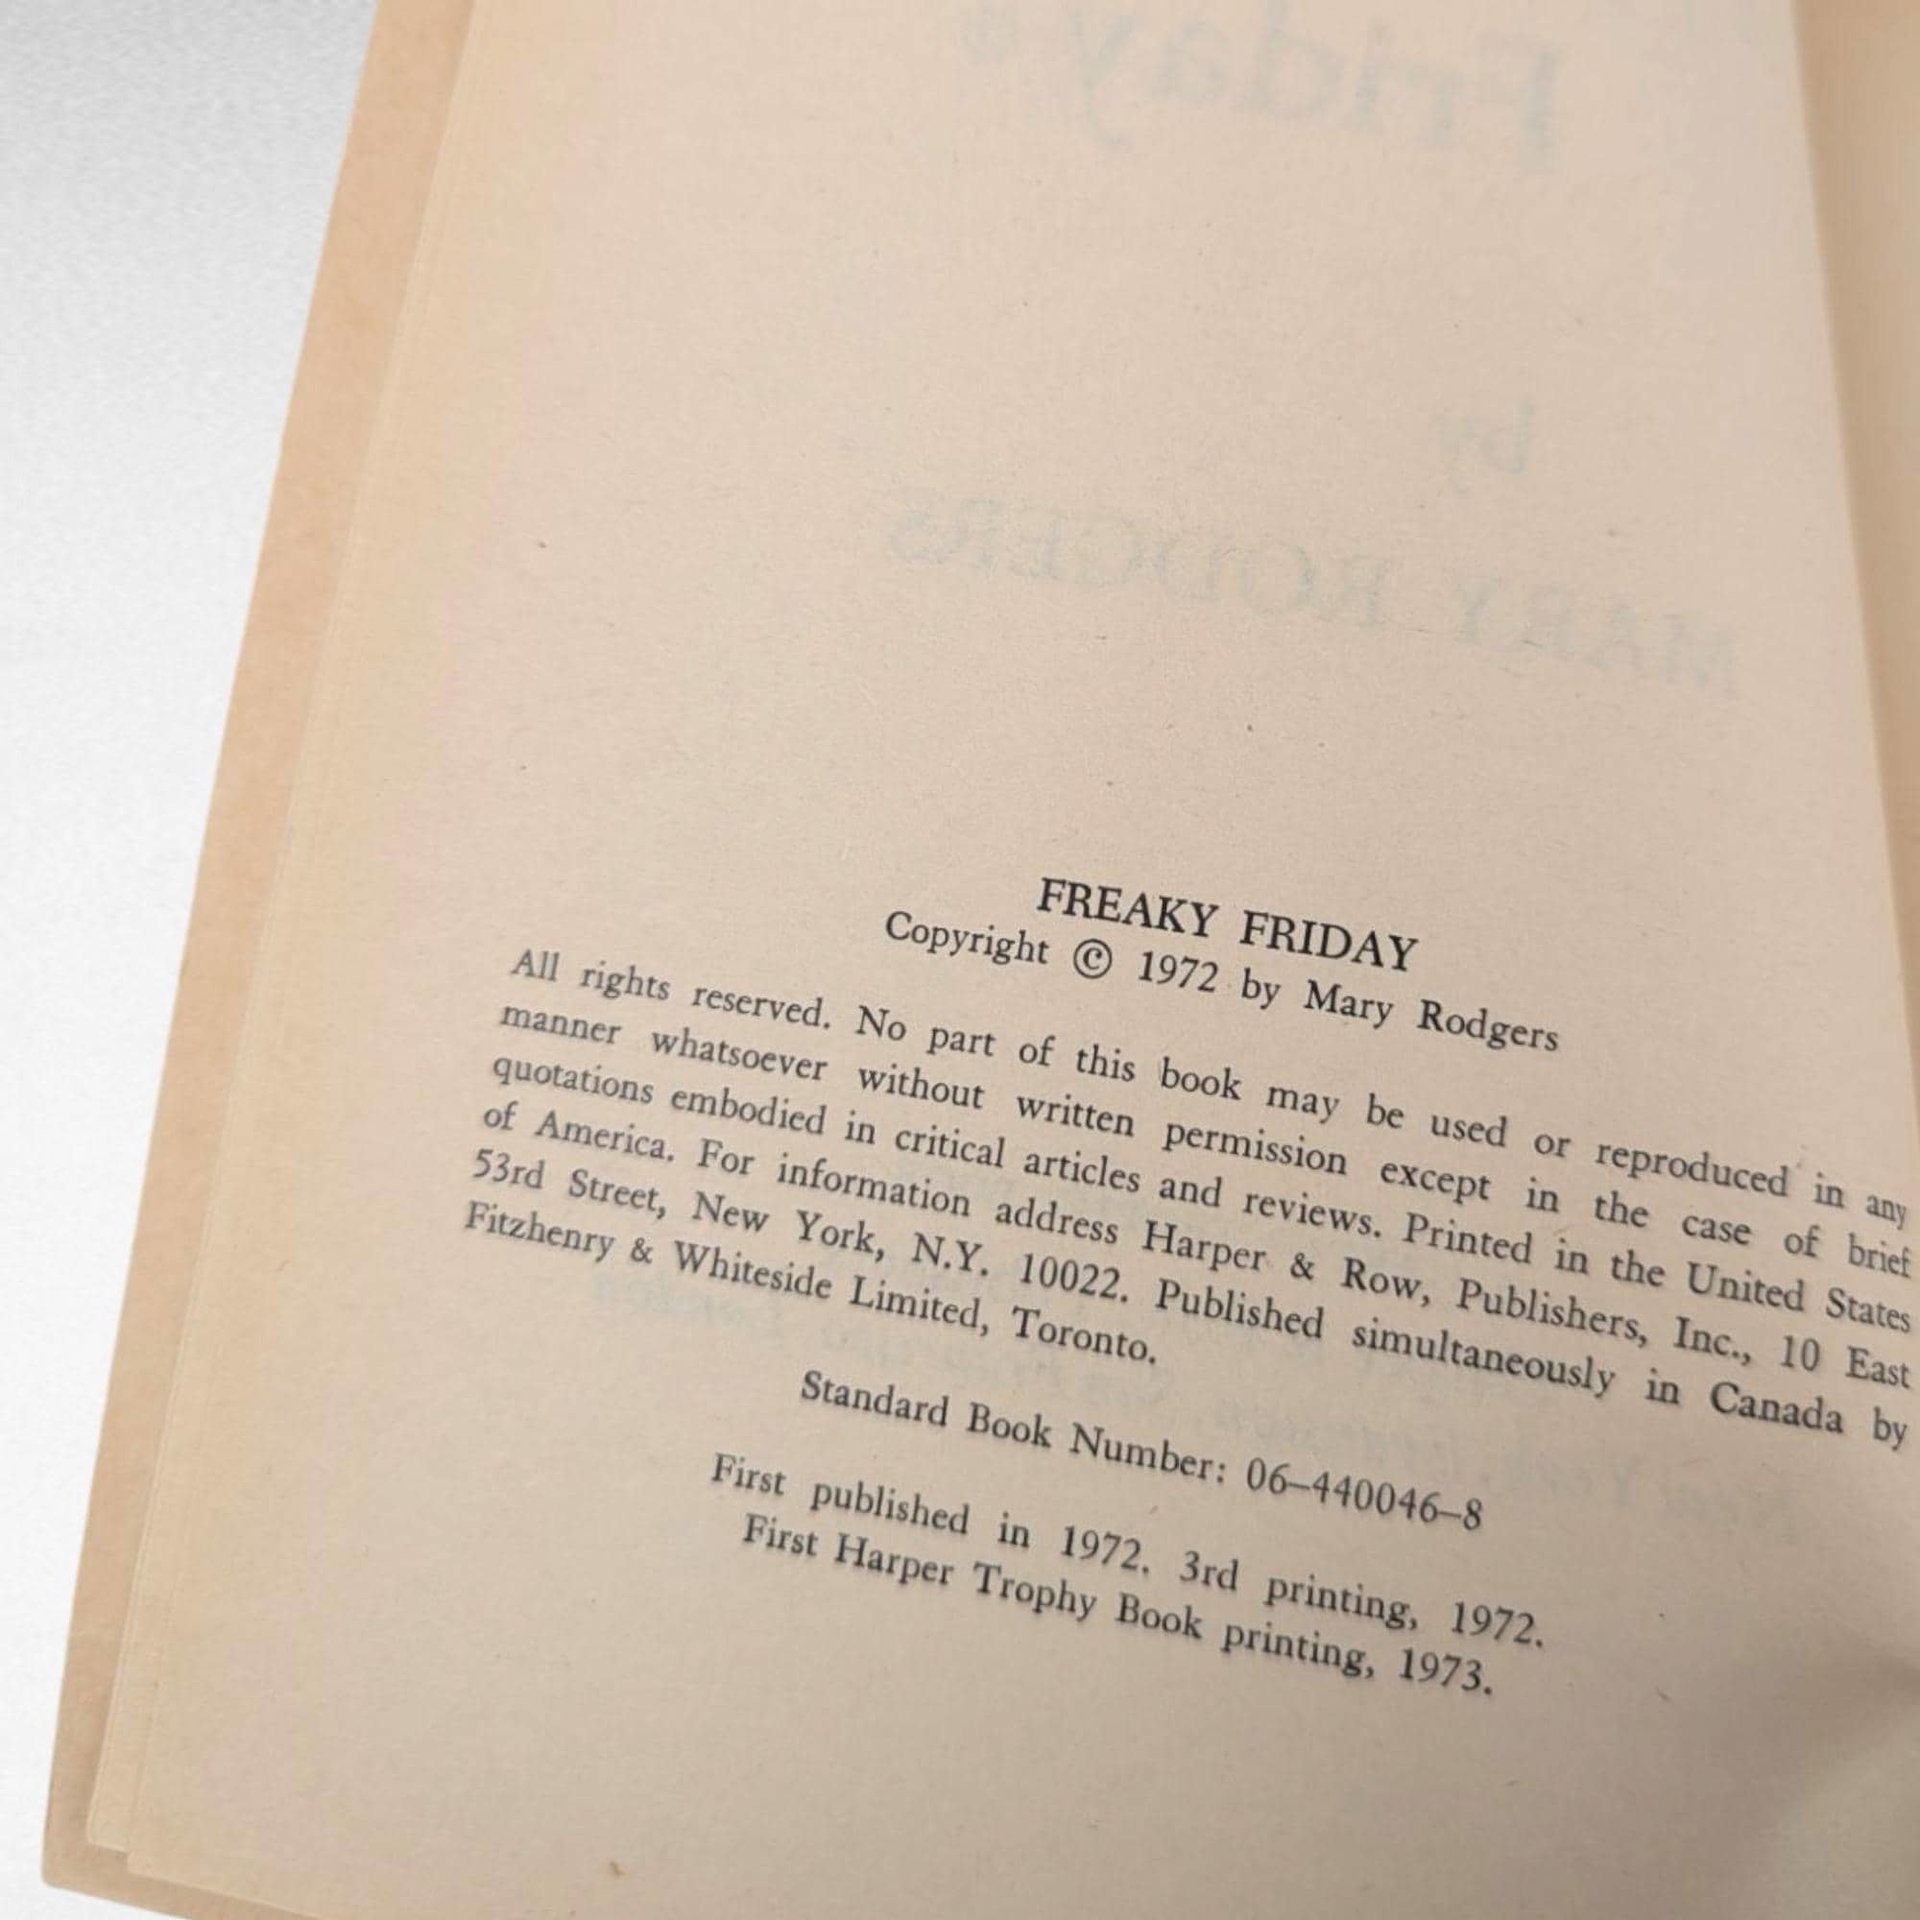 Friday
by
MARY RODGERS
FREAKY FRIDAY
Copyright © 1972 by Mary Rodgers
All rights reserved. No part of this book may be used or reproduced in any
manner whatsoever without written permission except in the case of brief
quotations embodied in critical articles and reviews. Printed in the United States
of America. For information address Harper & Row, Publishers, Inc., 10 East
53rd Street, New York, N.Y. 10022. Published simultaneously in Canada by
Fitzhenry & Whiteside Limited, Toronto.
Standard Book Number: 06–440046–8
First published in 1972. 3rd printing, 1972.
First Harper Trophy Book printing, 1973.